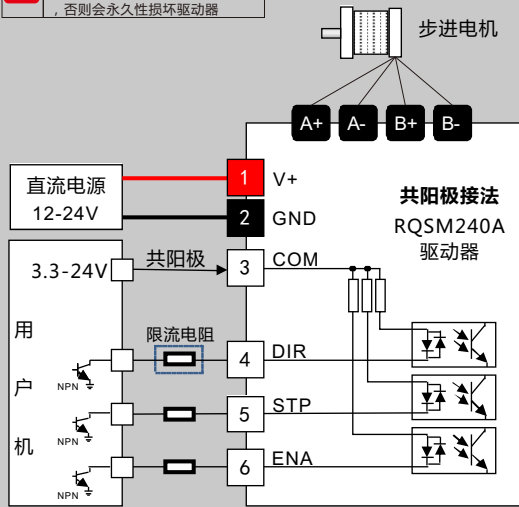 ，否则会永久性损坏驱动器
步进电机
A+ A- B+ B-
直流电源
12-24V
1 V+
2 GND
共阳极接法
RQSM240A
驱动器
3.3-24V 共阳极 3 COM
用户机
限流电阻
NPN 4 DIR
NPN 5 STP
NPN 6 ENA